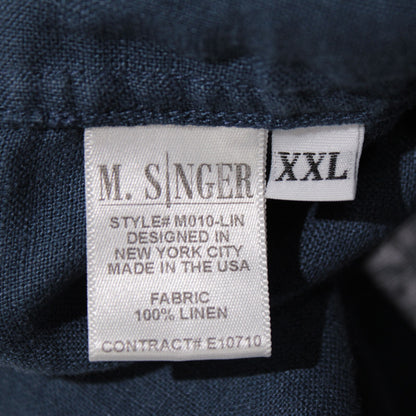 M. SINGER
XXL
STYLE# M010-LIN
DESIGNED IN
NEW YORK CITY
MADE IN THE USA
FABRIC
100% LINEN
CONTRACT# E10710